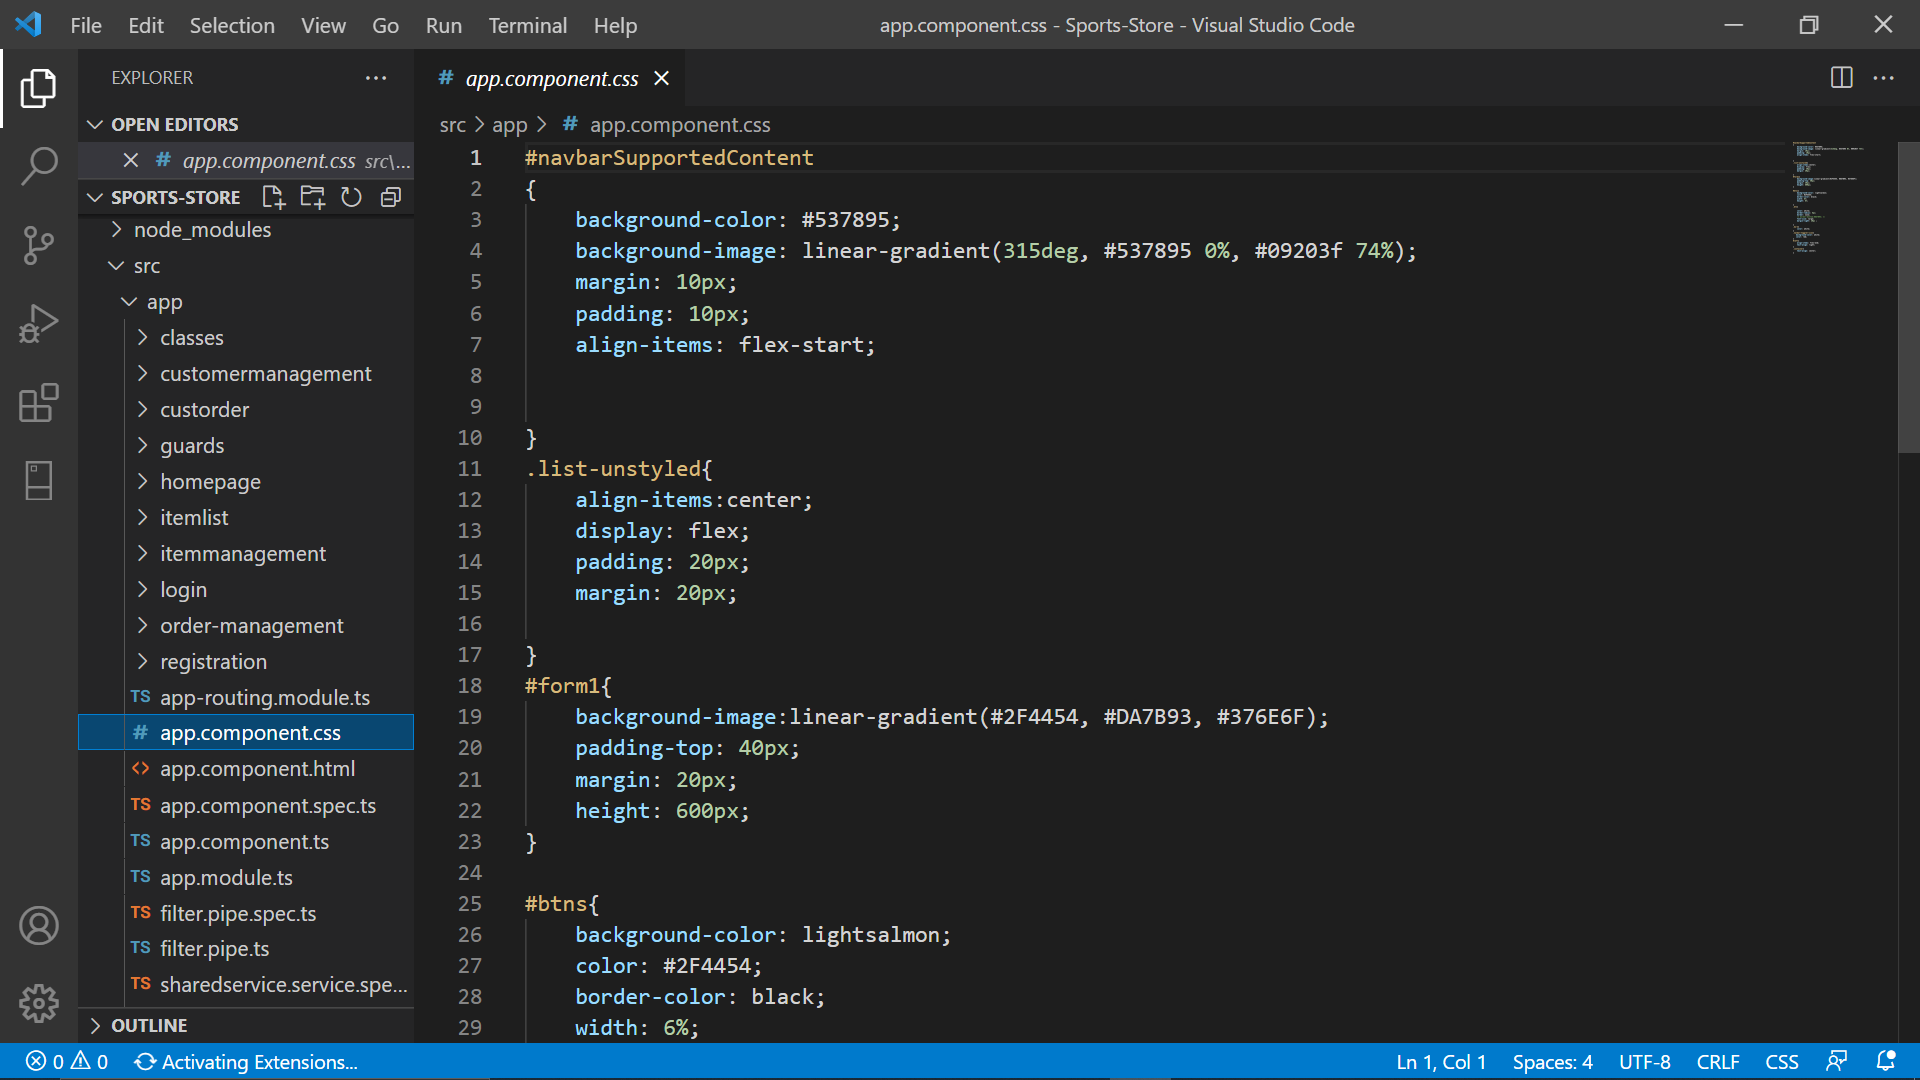 File Edit Selection View Go Run Terminal Help
app.component.css - Sports-Store - Visual Studio Code
EXPLORER
OPEN EDITORS
# app.component.css src\...
SPORTS-STORE
node_modules
src
app
classes
customermanagement
custorder
guards
homepage
itemlist
itemmanagement
login
order-management
registration
TS app-routing.module.ts
# app.component.css
<> app.component.html
TS app.component.spec.ts
TS app.component.ts
TS app.module.ts
TS filter.pipe.spec.ts
TS filter.pipe.ts
TS sharedservice.service.spe...
OUTLINE
# app.component.css
src > app > # app.component.css
1 #navbarSupportedContent
2 {
3     background-color: #537895;
4     background-image: linear-gradient(315deg, #537895 0%, #09203f 74%);
5     margin: 10px;
6     padding: 10px;
7     align-items: flex-start;
8
9
10 }
11 .list-unstyled{
12     align-items:center;
13     display: flex;
14     padding: 20px;
15     margin: 20px;
16
17 }
18 #form1{
19     background-image:linear-gradient(#2F4454, #DA7B93, #376E6F);
20     padding-top: 40px;
21     margin: 20px;
22     height: 600px;
23 }
24
25 #btns{
26     background-color: lightsalmon;
27     color: #2F4454;
28     border-color: black;
29     width: 6%;
0 0 Activating Extensions...
Ln 1, Col 1 Spaces: 4 UTF-8 CRLF CSS